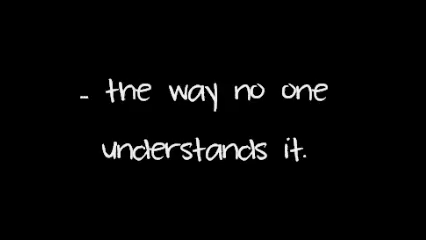 - the way no one
understands it.